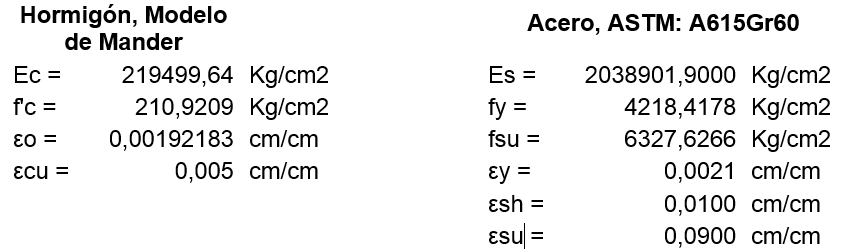 Hormigón, Modelo
de Mander
Ec = 219499,64 Kg/cm2
f'c = 210,9209 Kg/cm2
εo = 0,00192183 cm/cm
εcu = 0,005 cm/cm
Acero, ASTM: A615Gr60
Es = 2038901,9000 Kg/cm2
fy = 4218,4178 Kg/cm2
fsu = 6327,6266 Kg/cm2
εy = 0,0021 cm/cm
εsh = 0,0100 cm/cm
εsu = 0,0900 cm/cm